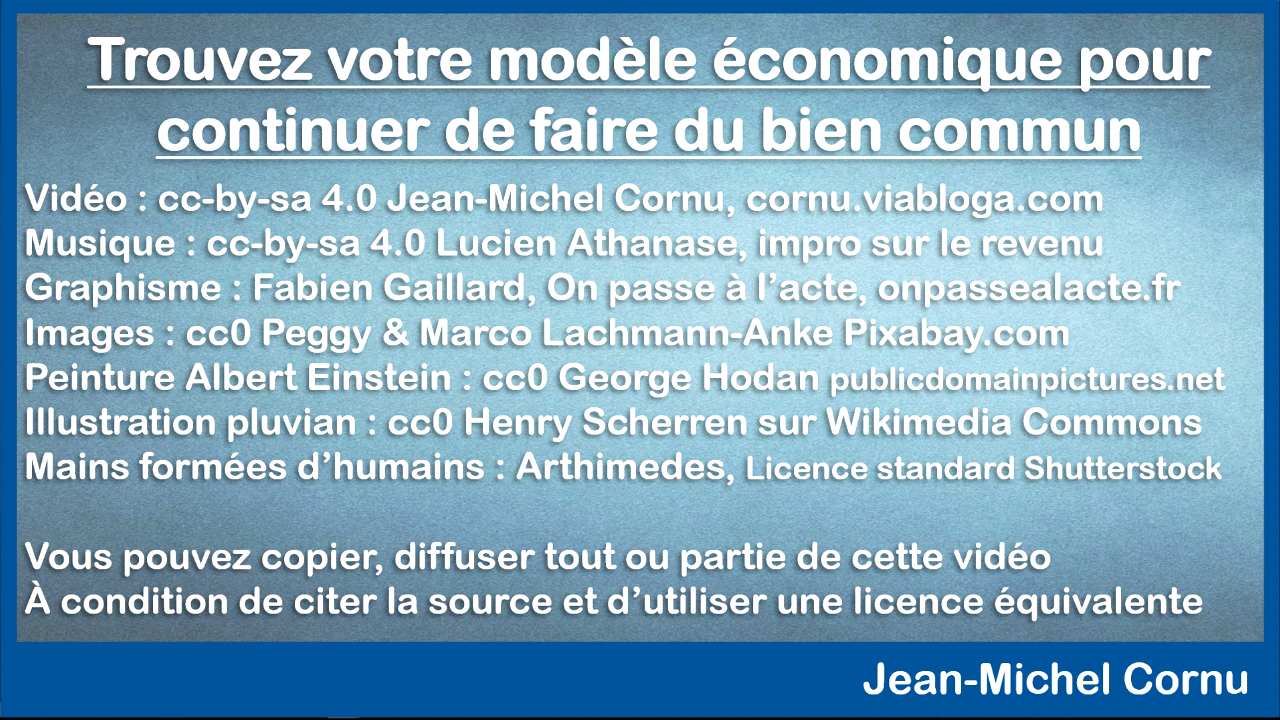 Trouvez votre modèle économique pour
continuer de faire du bien commun
Vidéo : cc-by-sa 4.0 Jean-Michel Cornu, cornu.viabloga.com
Musique : cc-by-sa 4.0 Lucien Athanase, impro sur le revenu
Graphisme : Fabien Gaillard, On passe à l’acte, onpassealacte.fr
Images : cc0 Peggy & Marco Lachmann-Anke Pixabay.com
Peinture Albert Einstein : cc0 George Hodan publicdomainpictures.net
Illustration pluvian : cc0 Henry Scherren sur Wikimedia Commons
Mains formées d’humains : Arthimedes, Licence standard Shutterstock
Vous pouvez copier, diffuser tout ou partie de cette vidéo
À condition de citer la source et d’utiliser une licence équivalente
Jean-Michel Cornu